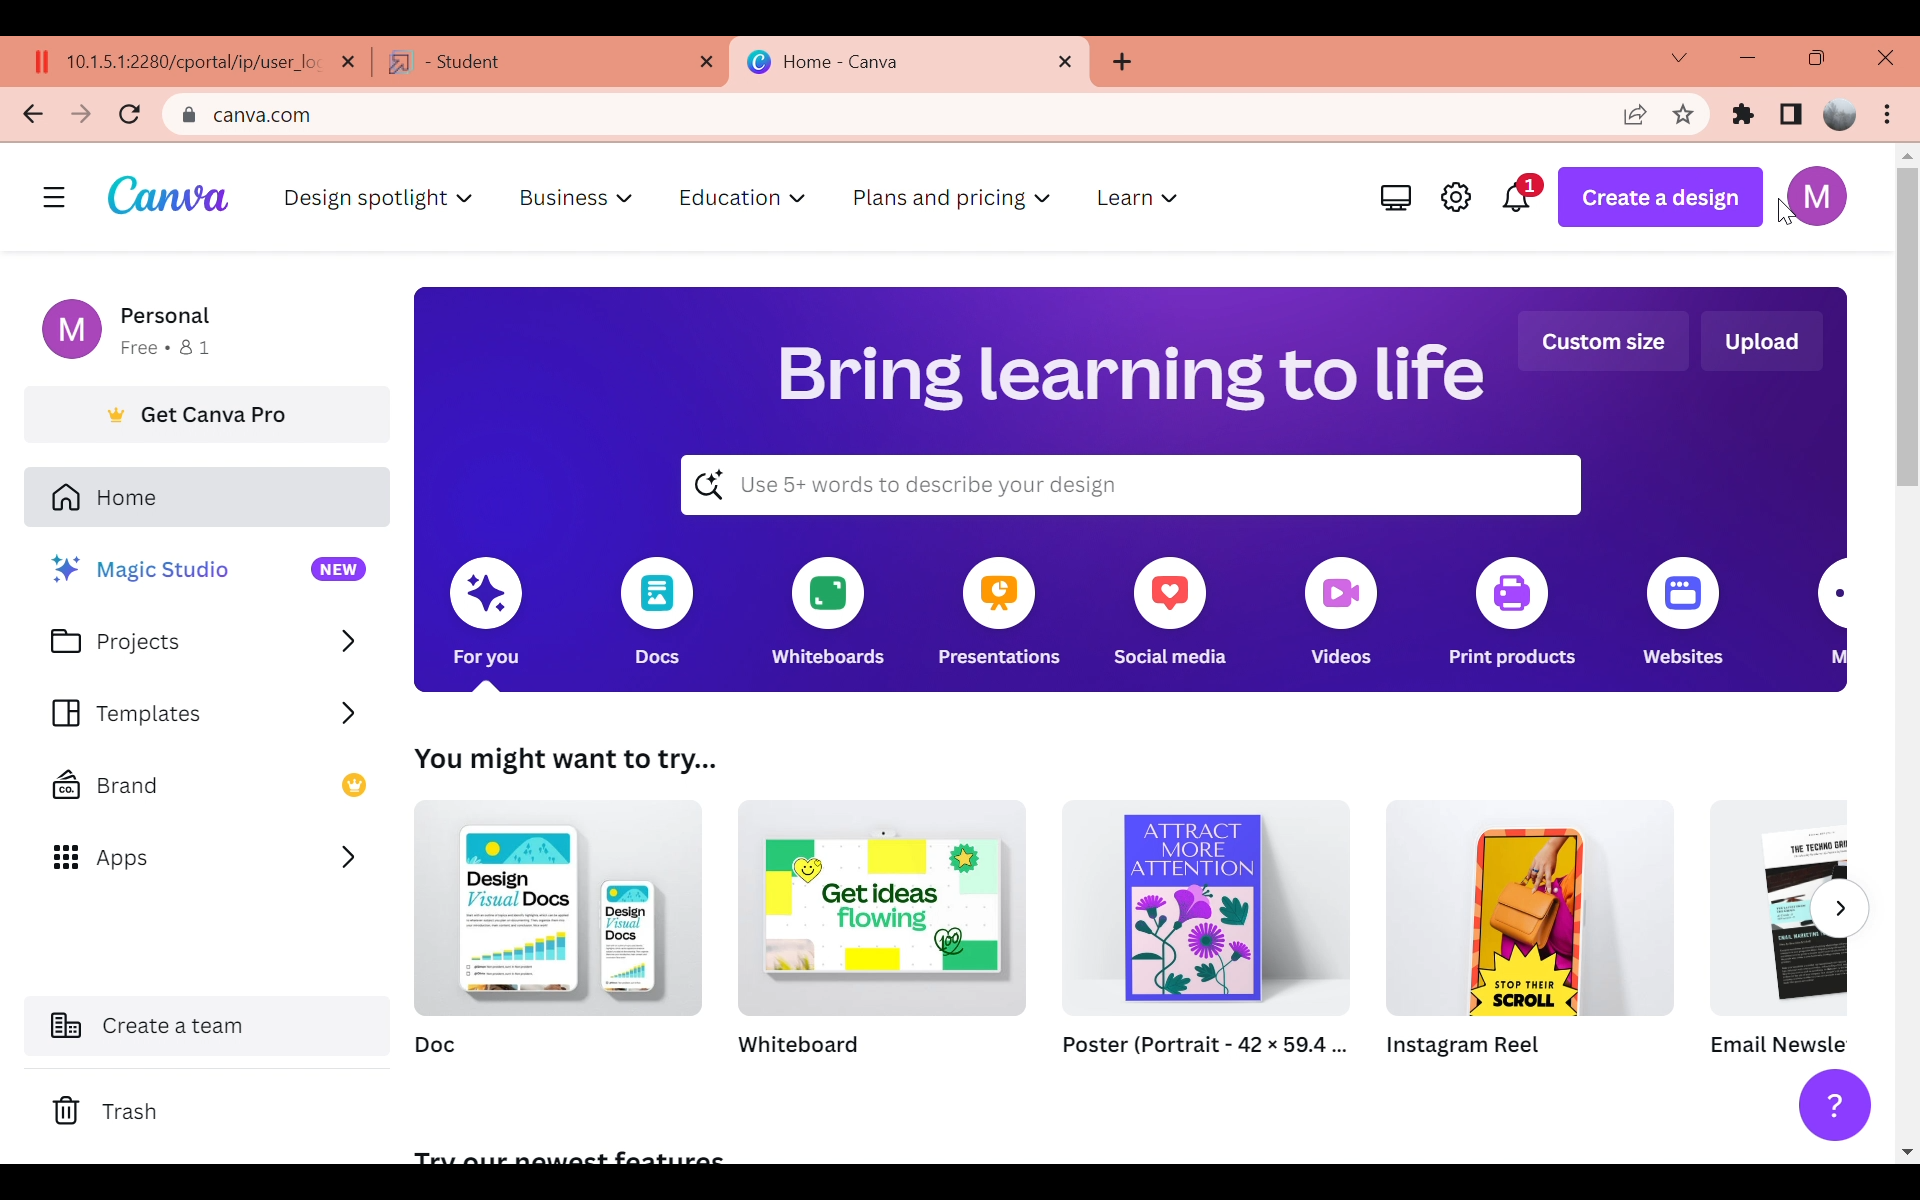 10.1.5.1:2280/cportal/ip/user_log
- Student
Home - Canva
canva.com
Canva
Design spotlight
Business
Education
Plans and pricing
Learn
1
Create a design
M
M
Personal
Free • 1
Get Canva Pro
Home
Magic Studio
NEW
Projects
Templates
CO.
Brand
Apps
Create a team
Trash
Custom size
Upload
Bring learning to life
Use 5+ words to describe your design
For you
Docs
Whiteboards
Presentations
Social media
Videos
Print products
Websites
M
You might want to try...
Design
Visual Docs
Design
Visual
Docs
Get ideas
flowing
100
ATTRACT
MORE
ATTENTION
STOP THEIR
SCROLL
THE TECHNO GR
Doc
Whiteboard
Poster (Portrait - 42 × 59.4 ...
Instagram Reel
Email Newsle
?
Try our newest features